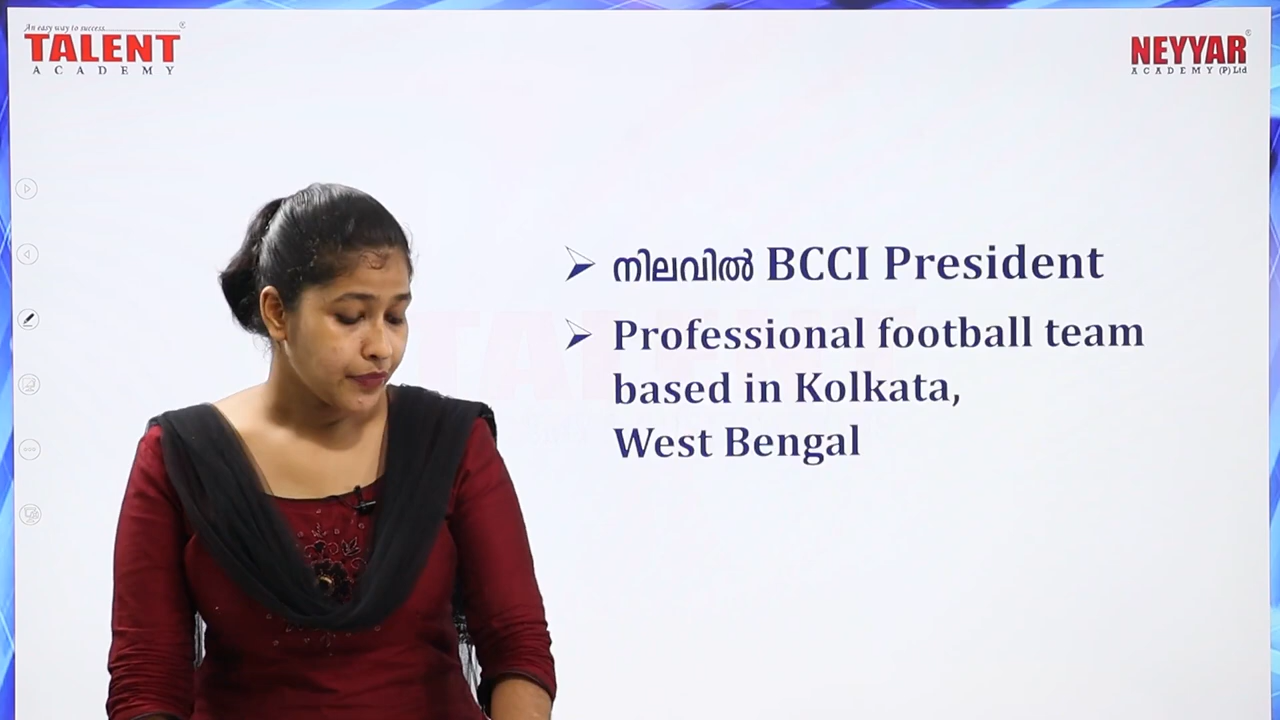 An easy way to success
TALENT
ACADEMY
NEYYAR
ACADEMY (P) Ltd
നിലവിൽ BCCI President
Professional football team
based in Kolkata,
West Bengal